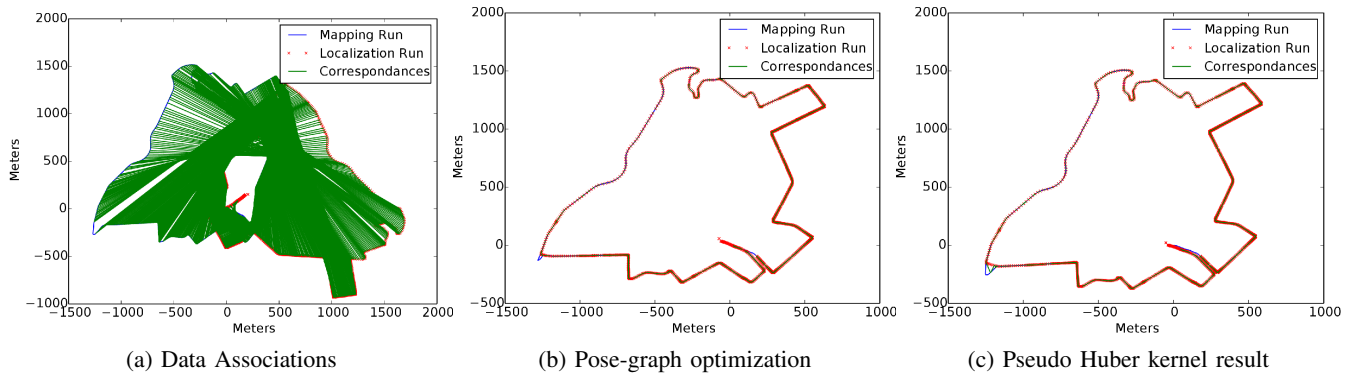 2000
1500
1000
500
0
−500
−1000
Meters
−1500
−1000
−500
0
500
1000
1500
2000
Meters
Mapping Run
Localization Run
Correspondances
(a) Data Associations
2000
1500
1000
500
0
−500
Meters
−1500
−1000
−500
0
500
1000
Meters
Mapping Run
Localization Run
Correspondances
(b) Pose-graph optimization
2000
1500
1000
500
0
−500
Meters
−1500
−1000
−500
0
500
1000
Meters
Mapping Run
Localization Run
Correspondances
(c) Pseudo Huber kernel result